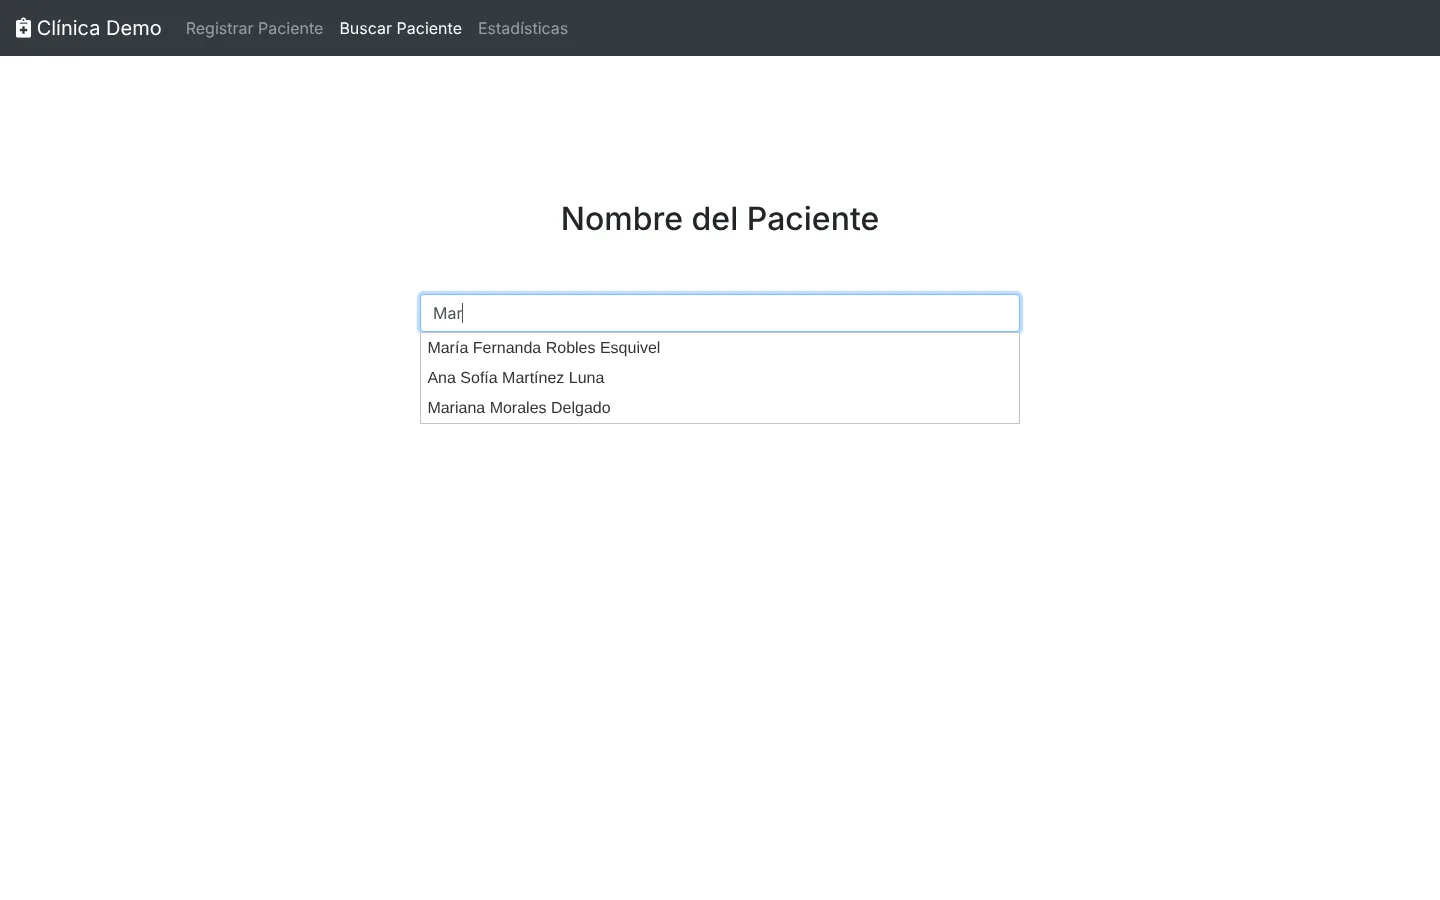 Clínica Demo Registrar Paciente Buscar Paciente Estadísticas
Nombre del Paciente
Mar
María Fernanda Robles Esquivel
Ana Sofía Martínez Luna
Mariana Morales Delgado